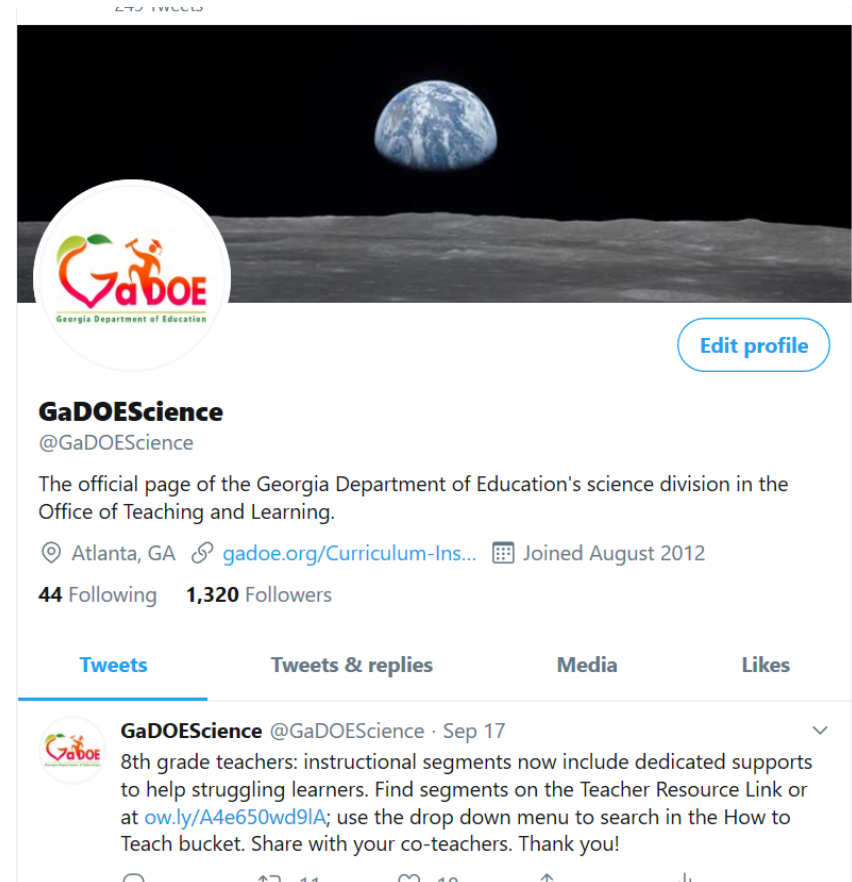 249 Tweets
GaDOE
Georgia Department of Education
Edit profile
GaDOEScience
@GaDOEScience
The official page of the Georgia Department of Education's science division in the
Office of Teaching and Learning.
Atlanta, GA gadoe.org/Curriculum-Ins... Joined August 2012
44 Following 1,320 Followers
Tweets Tweets & replies Media Likes
GaDOEScience @GaDOEScience · Sep 17
GaDOE
8th grade teachers: instructional segments now include dedicated supports
to help struggling learners. Find segments on the Teacher Resource Link or
at ow.ly/A4e650wd9lA; use the drop down menu to search in the How to
Teach bucket. Share with your co-teachers. Thank you!